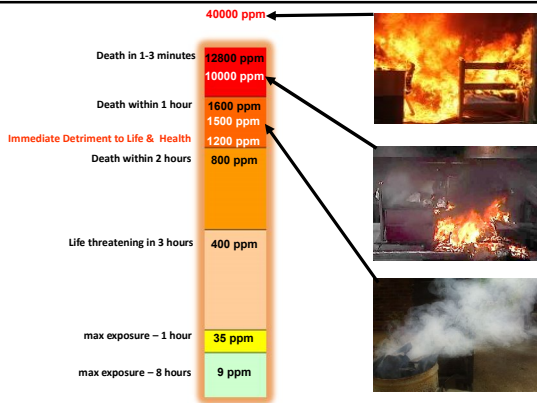 40000 ppm
Death in 1-3 minutes 12800 ppm
10000 ppm
Death within 1 hour 1600 ppm
1500 ppm
Immediate Detriment to Life & Health 1200 ppm
Death within 2 hours 800 ppm
Life threatening in 3 hours 400 ppm
max exposure – 1 hour 35 ppm
max exposure – 8 hours 9 ppm